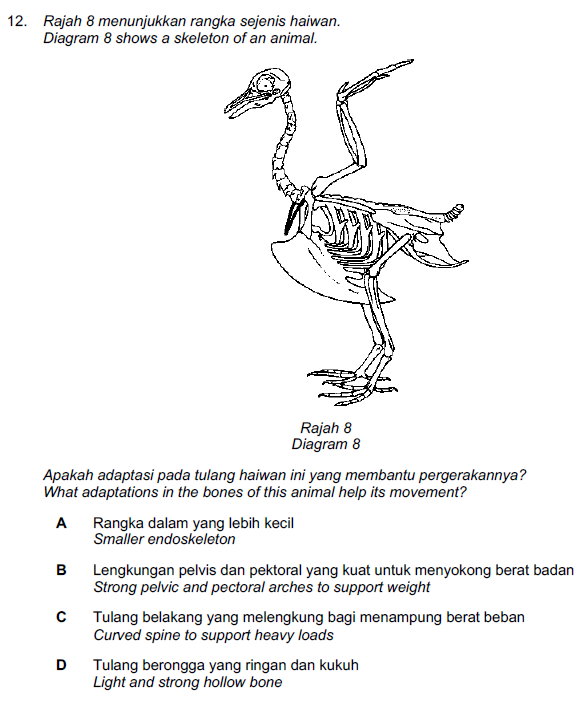 12. Rajah 8 menunjukkan rangka sejenis haiwan.
Diagram 8 shows a skeleton of an animal.
Rajah 8
Diagram 8
Apakah adaptasi pada tulang haiwan ini yang membantu pergerakannya?
What adaptations in the bones of this animal help its movement?
A Rangka dalam yang lebih kecil
Smaller endoskeleton
B Lengkungan pelvis dan pektoral yang kuat untuk menyokong berat badan
Strong pelvic and pectoral arches to support weight
C Tulang belakang yang melengkung bagi menampung berat beban
Curved spine to support heavy loads
D Tulang berongga yang ringan dan kukuh
Light and strong hollow bone